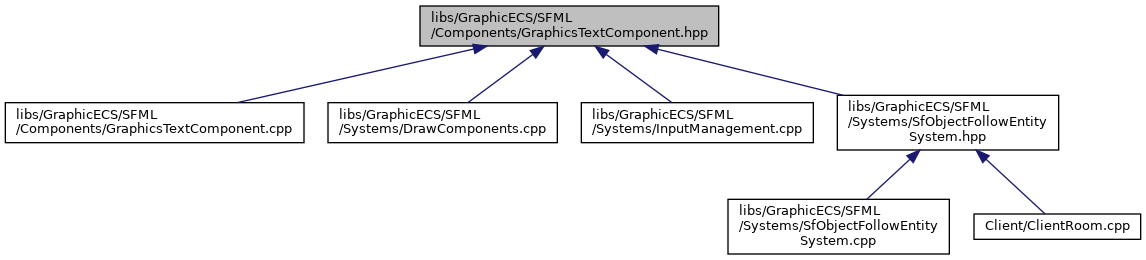 libs/GraphicECS/SFML
/Components/GraphicsTextComponent.hpp
libs/GraphicECS/SFML
/Components/GraphicsTextComponent.cpp
libs/GraphicECS/SFML
/Systems/DrawComponents.cpp
libs/GraphicECS/SFML
/Systems/InputManagement.cpp
libs/GraphicECS/SFML
/Systems/SfObjectFollowEntity
System.hpp
libs/GraphicECS/SFML
/Systems/SfObjectFollowEntity
System.cpp
Client/ClientRoom.cpp